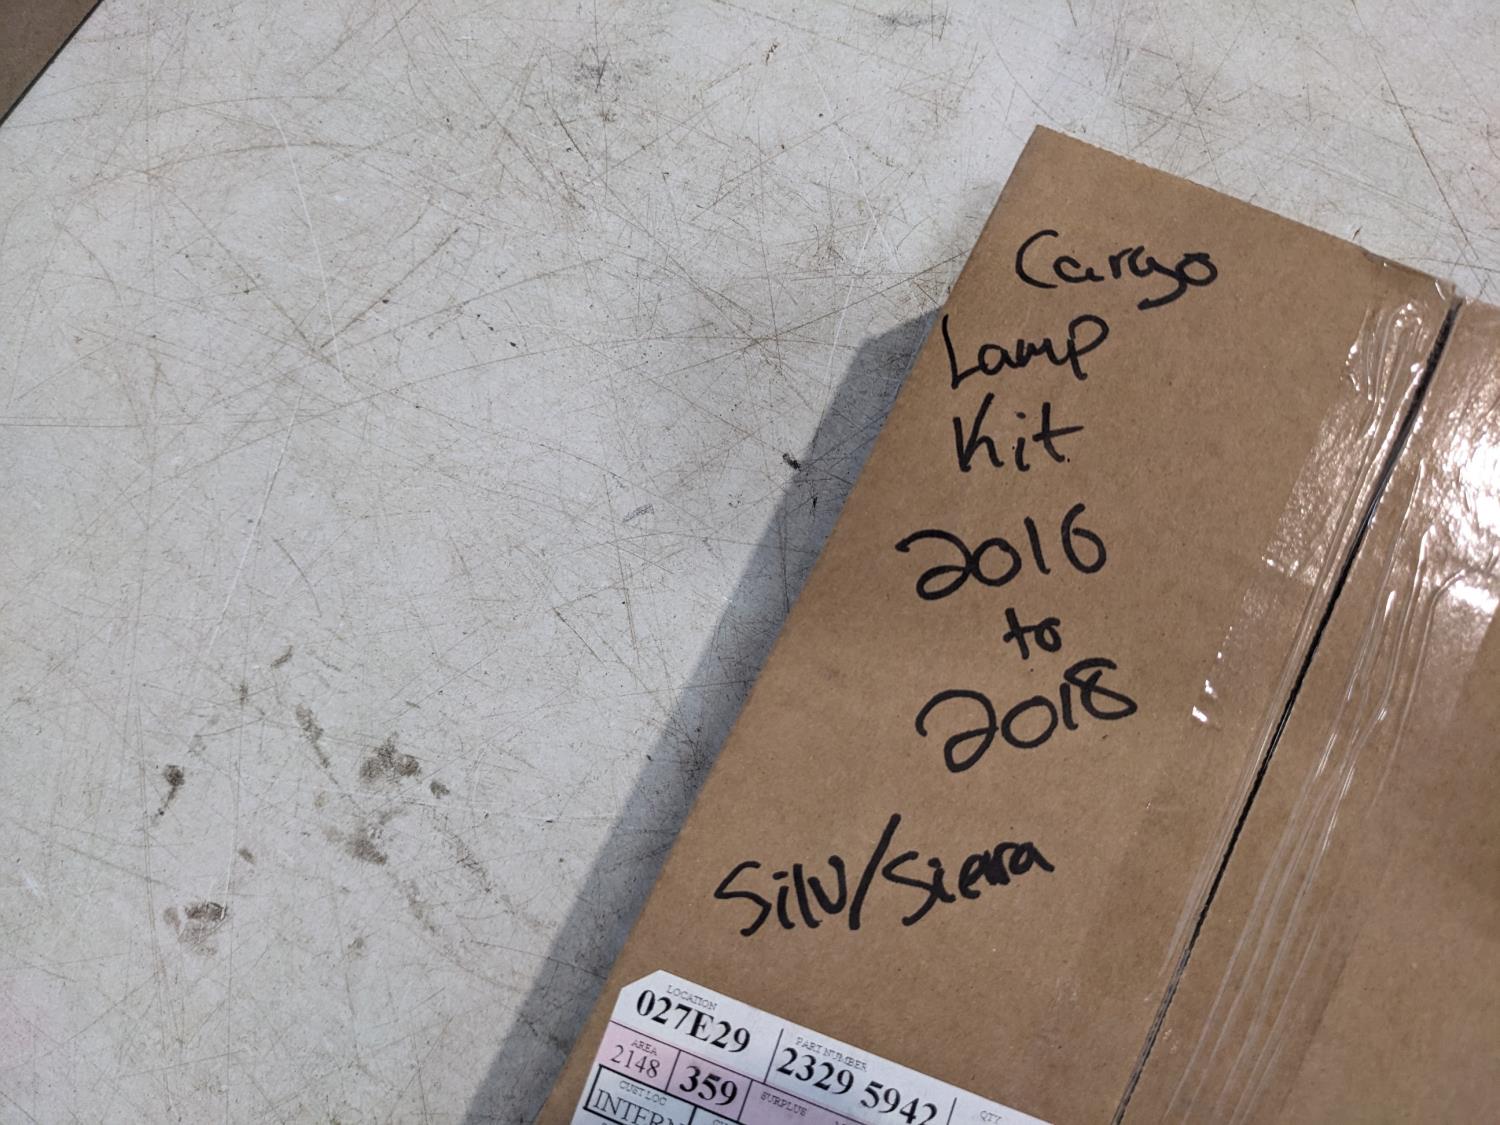 Cargo
Lamp
Kit
2016
to
2018
Silv/Sierra
LOCATION
027E29
PART NUMBER
2329 5942
QTY
AREA
2148
359
SURPLUS
CUST LOC